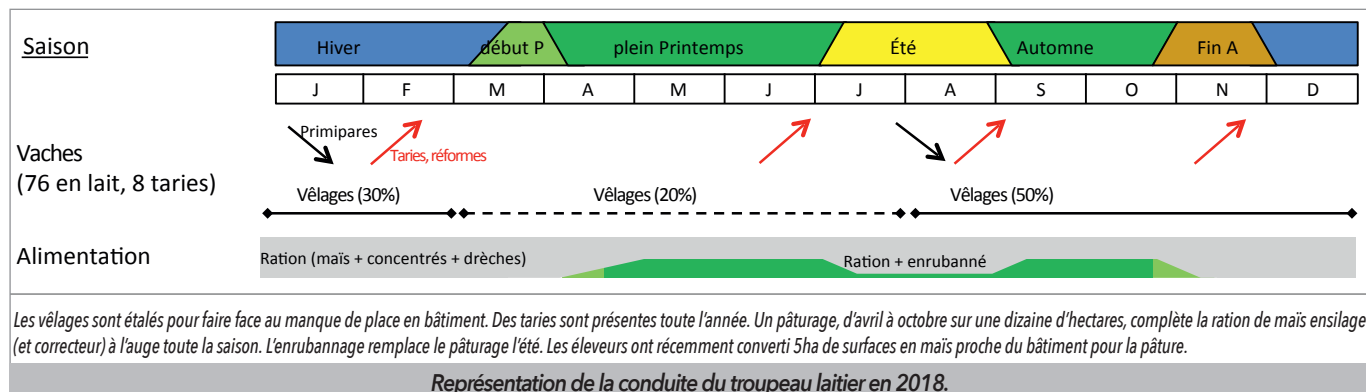 Saison
Hiver
début P
plein Printemps
Été
Automne
Fin A
J F M A M J J A S O N D
Primipares
Taries, réformes
Vaches
(76 en lait, 8 taries)
Vêlages (30%)
Vêlages (20%)
Vêlages (50%)
Alimentation
Ration (maïs + concentrés + drèches)
Ration + enrubanné
Les vêlages sont étalés pour faire face au manque de place en bâtiment. Des taries sont présentes toute l'année. Un pâturage, d'avril à octobre sur une dizaine d'hectares, complète la ration de maïs ensilage
(et correcteur) à l'auge toute la saison. L'enrubannage remplace le pâturage l'été. Les éleveurs ont récemment converti 5ha de surfaces en maïs proche du bâtiment pour la pâture.
Représentation de la conduite du troupeau laitier en 2018.